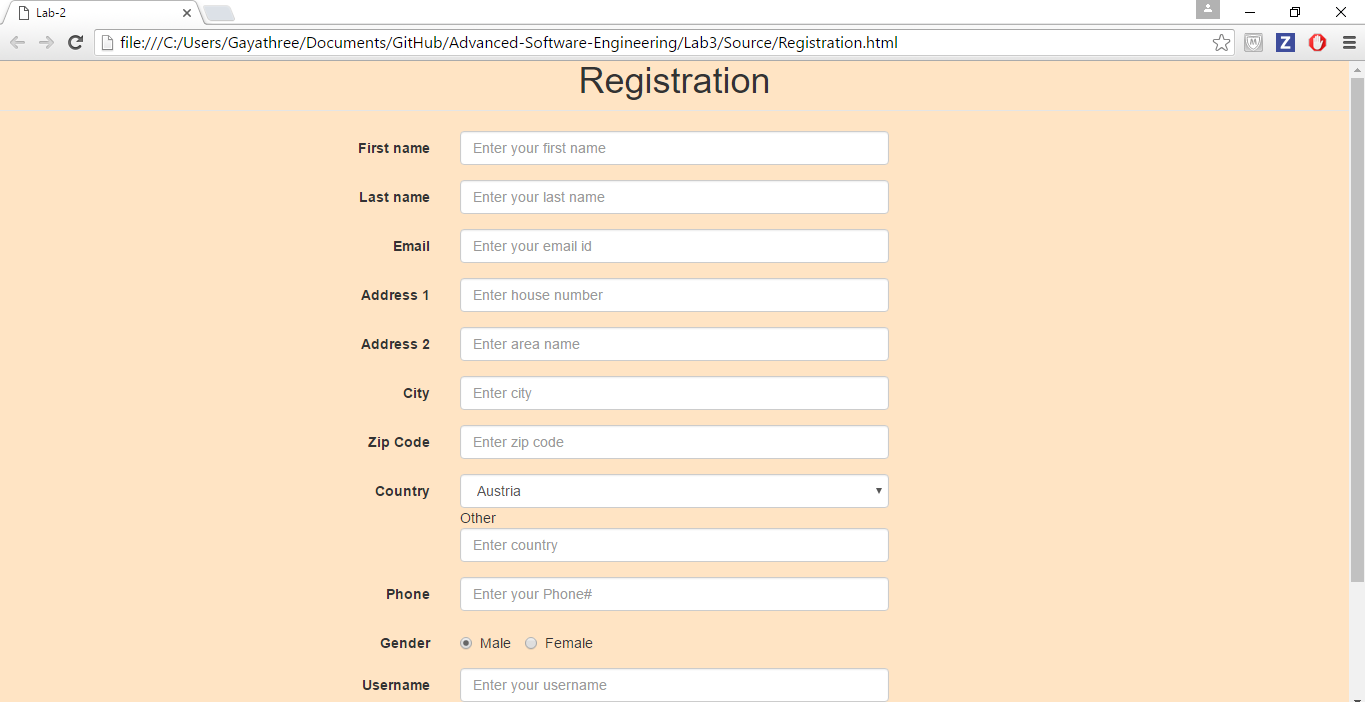 Lab-2
file:///C:/Users/Gayathree/Documents/GitHub/Advanced-Software-Engineering/Lab3/Source/Registration.html
Z
Registration
First name Enter your first name
Last name Enter your last name
Email Enter your email id
Address 1 Enter house number
Address 2 Enter area name
City Enter city
Zip Code Enter zip code
Country Austria
Other
Enter country
Phone Enter your Phone#
Gender Male Female
Username Enter your username